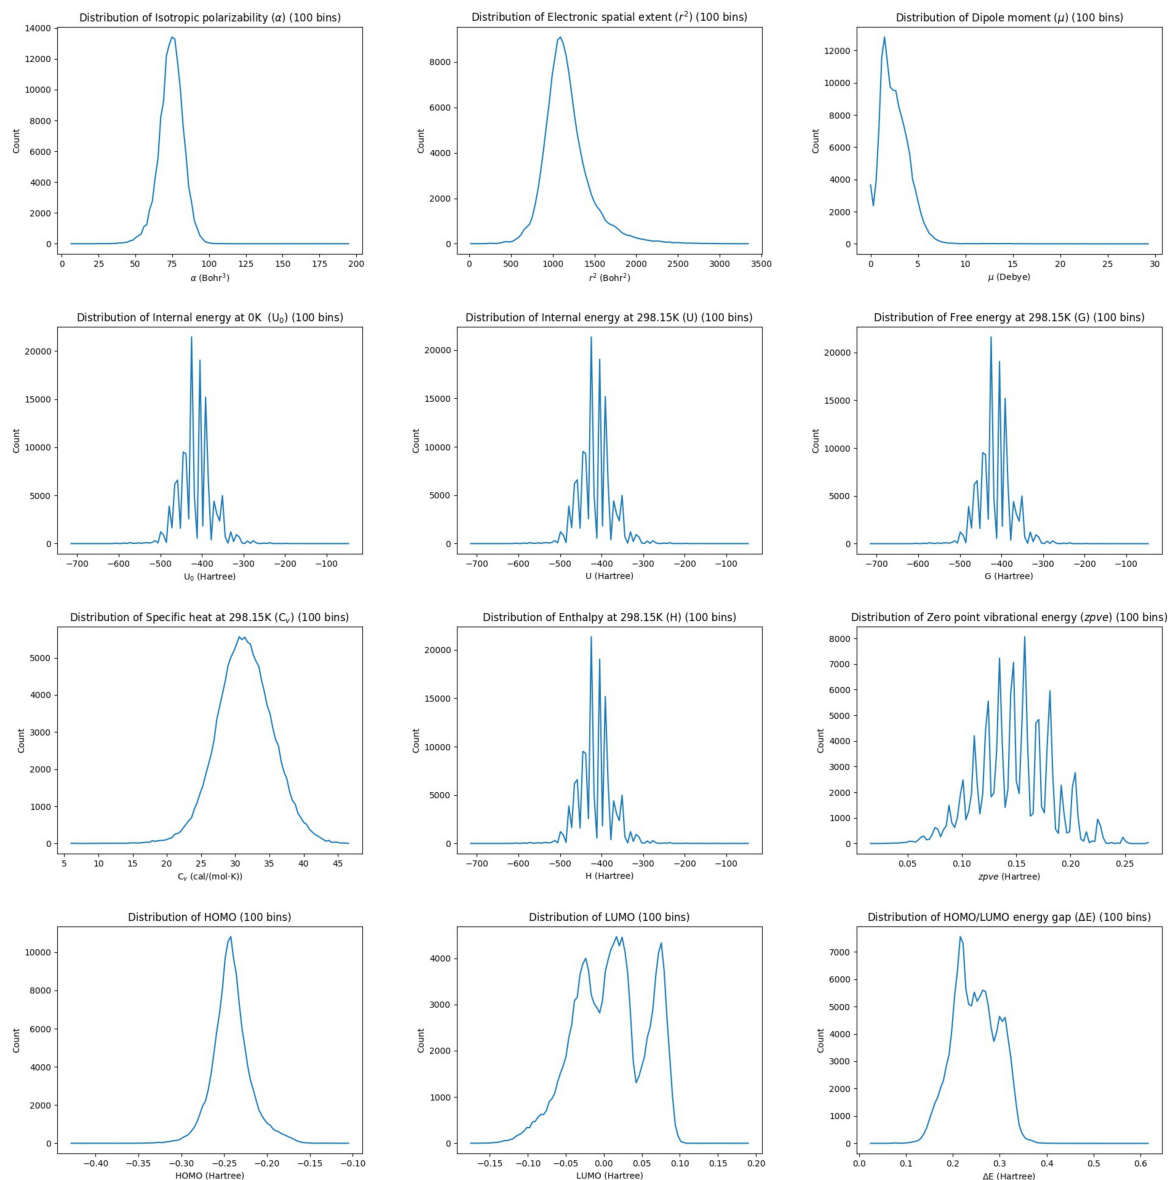 Distribution of Isotropic polarizability (α) (100 bins)
14000
12000
10000
8000
6000
4000
2000
0
Count
0 25 50 75 100 125 150 175 200
α (Bohr³)
Distribution of Electronic spatial extent (r²) (100 bins)
8000
6000
4000
2000
0
Count
0 500 1000 1500 2000 2500 3000 3500
r² (Bohr²)
Distribution of Dipole moment (μ) (100 bins)
12000
10000
8000
6000
4000
2000
0
Count
0 5 10 15 20 25 30
μ (Debye)
Distribution of Internal energy at 0K (U₀) (100 bins)
20000
15000
10000
5000
0
Count
−700 −600 −500 −400 −300 −200 −100
U₀ (Hartree)
Distribution of Internal energy at 298.15K (U) (100 bins)
20000
15000
10000
5000
0
Count
−700 −600 −500 −400 −300 −200 −100
U (Hartree)
Distribution of Free energy at 298.15K (G) (100 bins)
20000
15000
10000
5000
0
Count
−700 −600 −500 −400 −300 −200 −100
G (Hartree)
Distribution of Specific heat at 298.15K (Cᵥ) (100 bins)
5000
4000
3000
2000
1000
0
Count
5 10 15 20 25 30 35 40 45
Cᵥ (cal/(mol·K))
Distribution of Enthalpy at 298.15K (H) (100 bins)
20000
15000
10000
5000
0
Count
−700 −600 −500 −400 −300 −200 −100
H (Hartree)
Distribution of Zero point vibrational energy (zpve) (100 bins)
8000
7000
6000
5000
4000
3000
2000
1000
0
Count
0.05 0.10 0.15 0.20 0.25
zpve (Hartree)
Distribution of HOMO (100 bins)
10000
8000
6000
4000
2000
0
Count
−0.40 −0.35 −0.30 −0.25 −0.20 −0.15 −0.10
HOMO (Hartree)
Distribution of LUMO (100 bins)
4000
3000
2000
1000
0
Count
−0.15 −0.10 −0.05 0.00 0.05 0.10 0.15 0.20
LUMO (Hartree)
Distribution of HOMO/LUMO energy gap (ΔE) (100 bins)
7000
6000
5000
4000
3000
2000
1000
0
Count
0.0 0.1 0.2 0.3 0.4 0.5 0.6
ΔE (Hartree)